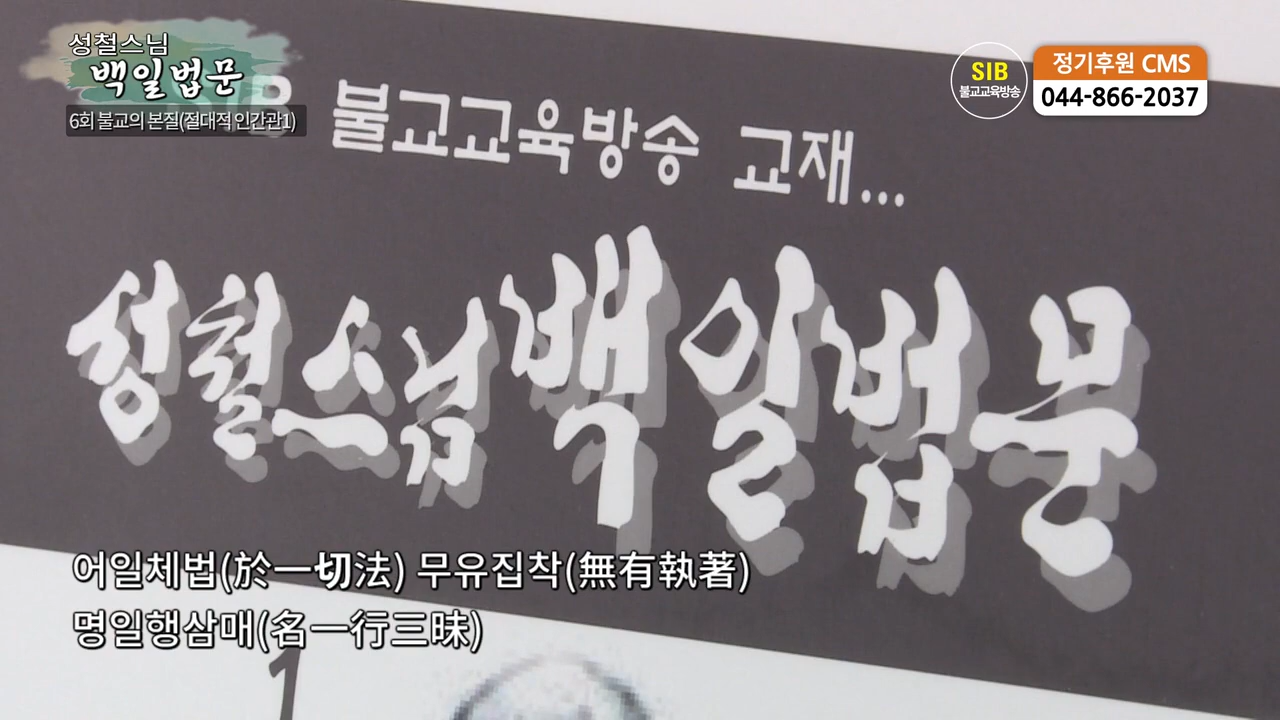 성철스님
백일법문
6회 불교의 본질(절대적 인간관1)
SIB
불교교육방송
정기후원 CMS
044-866-2037
불교교육방송 교재...
성철스님백일법문
어일체법(於一切法) 무유집착(無有執著)
명일행삼매(名一行三昧)
1